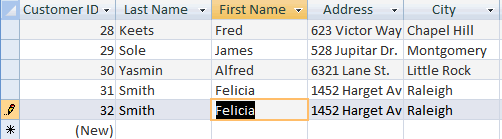 Customer ID Last Name First Name Address City
28 Keets Fred 623 Victor Way Chapel Hill
29 Sole James 528 Jupitar Dr. Montgomery
30 Yasmin Alfred 6321 Lane St. Little Rock
31 Smith Felicia 1452 Harget Av Raleigh
32 Smith Felicia 1452 Harget Av Raleigh
(New)